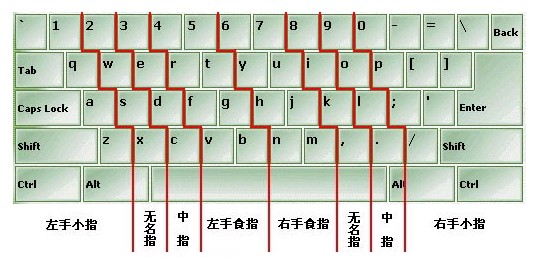 ` 1 2 3 4 5 6 7 8 9 0 - = \ Back
Tab q w e r t y u i o p [ ]
Caps Lock a s d f g h j k l ; ' Enter
Shift z x c v b n m , . / Shift
Ctrl Alt Alt Ctrl
左手小指 无名指 中指 左手食指 右手食指 无名指 中指 右手小指